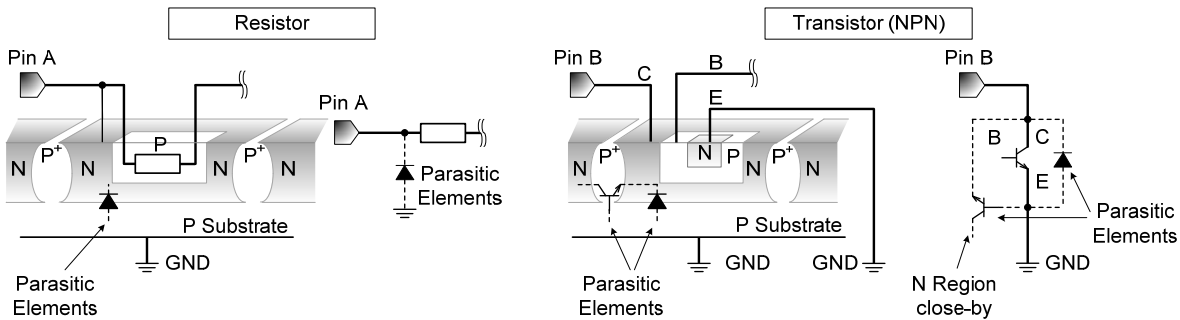 Resistor
Transistor (NPN)
Pin A
Pin B
C
B
E
Pin B
Pin A
N
P+
N
P
N
P+
N
Parasitic
Elements
P Substrate
GND
Parasitic
Elements
N
P+
N
N
P
P+
N
P Substrate
GND
GND
Parasitic
Elements
B
C
E
Parasitic
Elements
GND
N Region
close-by